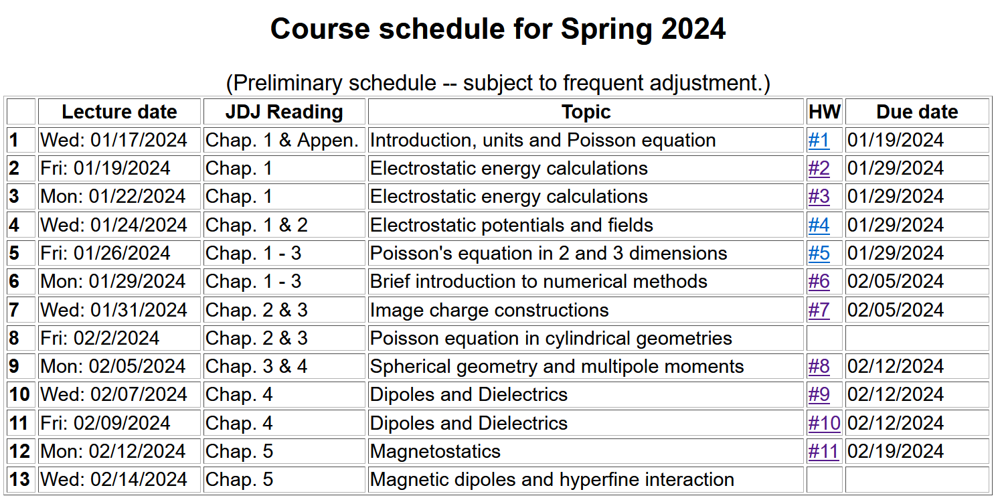 Course schedule for Spring 2024
(Preliminary schedule -- subject to frequent adjustment.)
Lecture date JDJ Reading Topic HW Due date
1 Wed: 01/17/2024 Chap. 1 & Appen. Introduction, units and Poisson equation #1 01/19/2024
2 Fri: 01/19/2024 Chap. 1 Electrostatic energy calculations #2 01/29/2024
3 Mon: 01/22/2024 Chap. 1 Electrostatic energy calculations #3 01/29/2024
4 Wed: 01/24/2024 Chap. 1 & 2 Electrostatic potentials and fields #4 01/29/2024
5 Fri: 01/26/2024 Chap. 1 - 3 Poisson's equation in 2 and 3 dimensions #5 01/29/2024
6 Mon: 01/29/2024 Chap. 1 - 3 Brief introduction to numerical methods #6 02/05/2024
7 Wed: 01/31/2024 Chap. 2 & 3 Image charge constructions #7 02/05/2024
8 Fri: 02/2/2024 Chap. 2 & 3 Poisson equation in cylindrical geometries
9 Mon: 02/05/2024 Chap. 3 & 4 Spherical geometry and multipole moments #8 02/12/2024
10 Wed: 02/07/2024 Chap. 4 Dipoles and Dielectrics #9 02/12/2024
11 Fri: 02/09/2024 Chap. 4 Dipoles and Dielectrics #10 02/12/2024
12 Mon: 02/12/2024 Chap. 5 Magnetostatics #11 02/19/2024
13 Wed: 02/14/2024 Chap. 5 Magnetic dipoles and hyperfine interaction